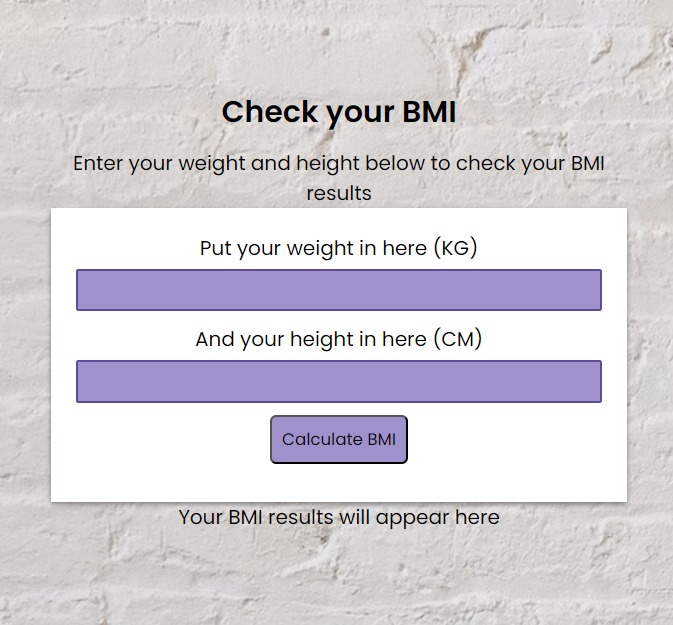 Check your BMI
Enter your weight and height below to check your BMI
results
Put your weight in here (KG)
And your height in here (CM)
Calculate BMI
Your BMI results will appear here